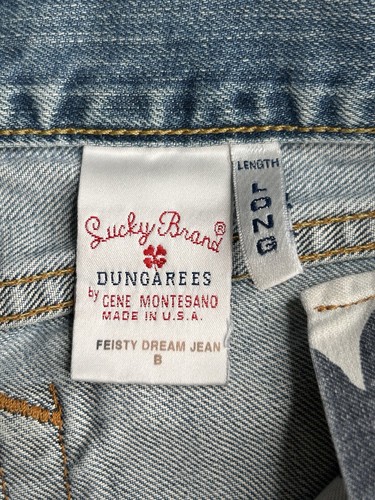 Lucky Brand®
DUNGAREES
by GENE MONTESANO
MADE IN U.S.A.
FEISTY DREAM JEAN
B
LENGTH
LONG